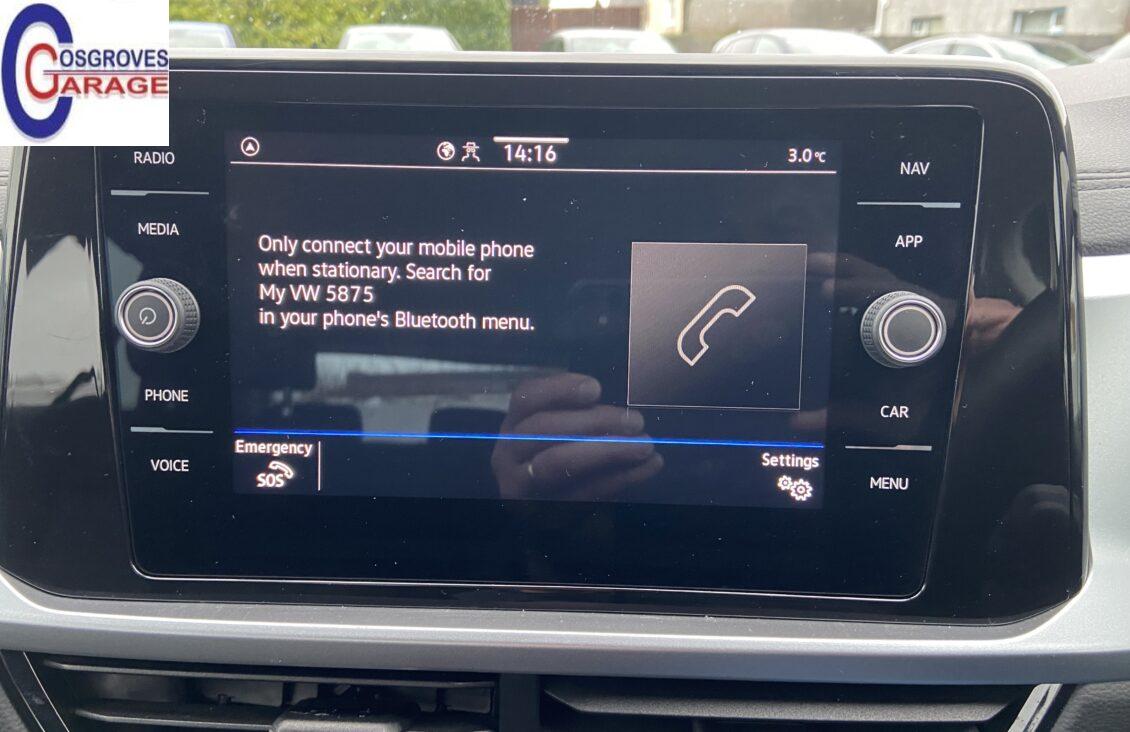 COSGROVES
GARAGE
RADIO
MEDIA
PHONE
VOICE
14:16
3.0°C
Only connect your mobile phone
when stationary. Search for
My VW 5875
in your phone's Bluetooth menu.
Emergency
SOS
Settings
NAV
APP
CAR
MENU